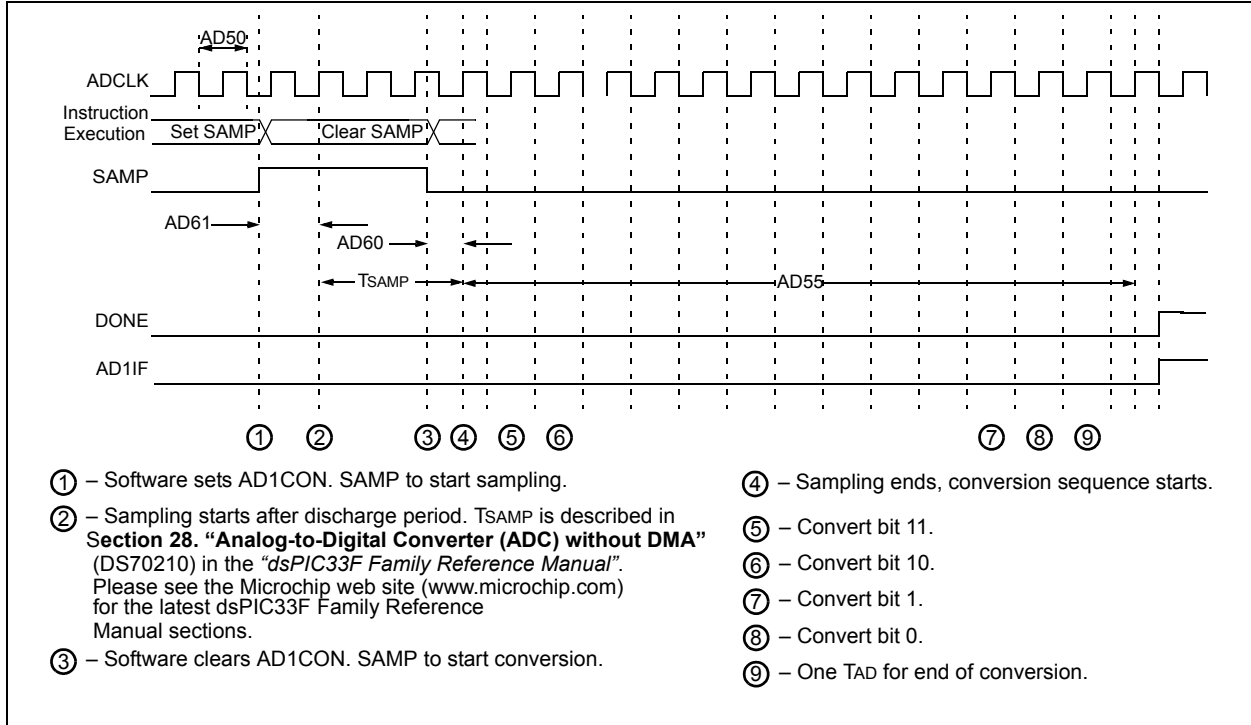 AD50
ADCLK
Instruction
Execution
Set SAMP
Clear SAMP
SAMP
AD61
AD60
TSAMP
AD55
DONE
AD1IF
1 2 3 4 5 6 7 8 9
1 – Software sets AD1CON. SAMP to start sampling.
2 – Sampling starts after discharge period. TSAMP is described in
Section 28. “Analog-to-Digital Converter (ADC) without DMA”
(DS70210) in the “dsPIC33F Family Reference Manual”.
Please see the Microchip web site (www.microchip.com)
for the latest dsPIC33F Family Reference
Manual sections.
3 – Software clears AD1CON. SAMP to start conversion.
4 – Sampling ends, conversion sequence starts.
5 – Convert bit 11.
6 – Convert bit 10.
7 – Convert bit 1.
8 – Convert bit 0.
9 – One TAD for end of conversion.